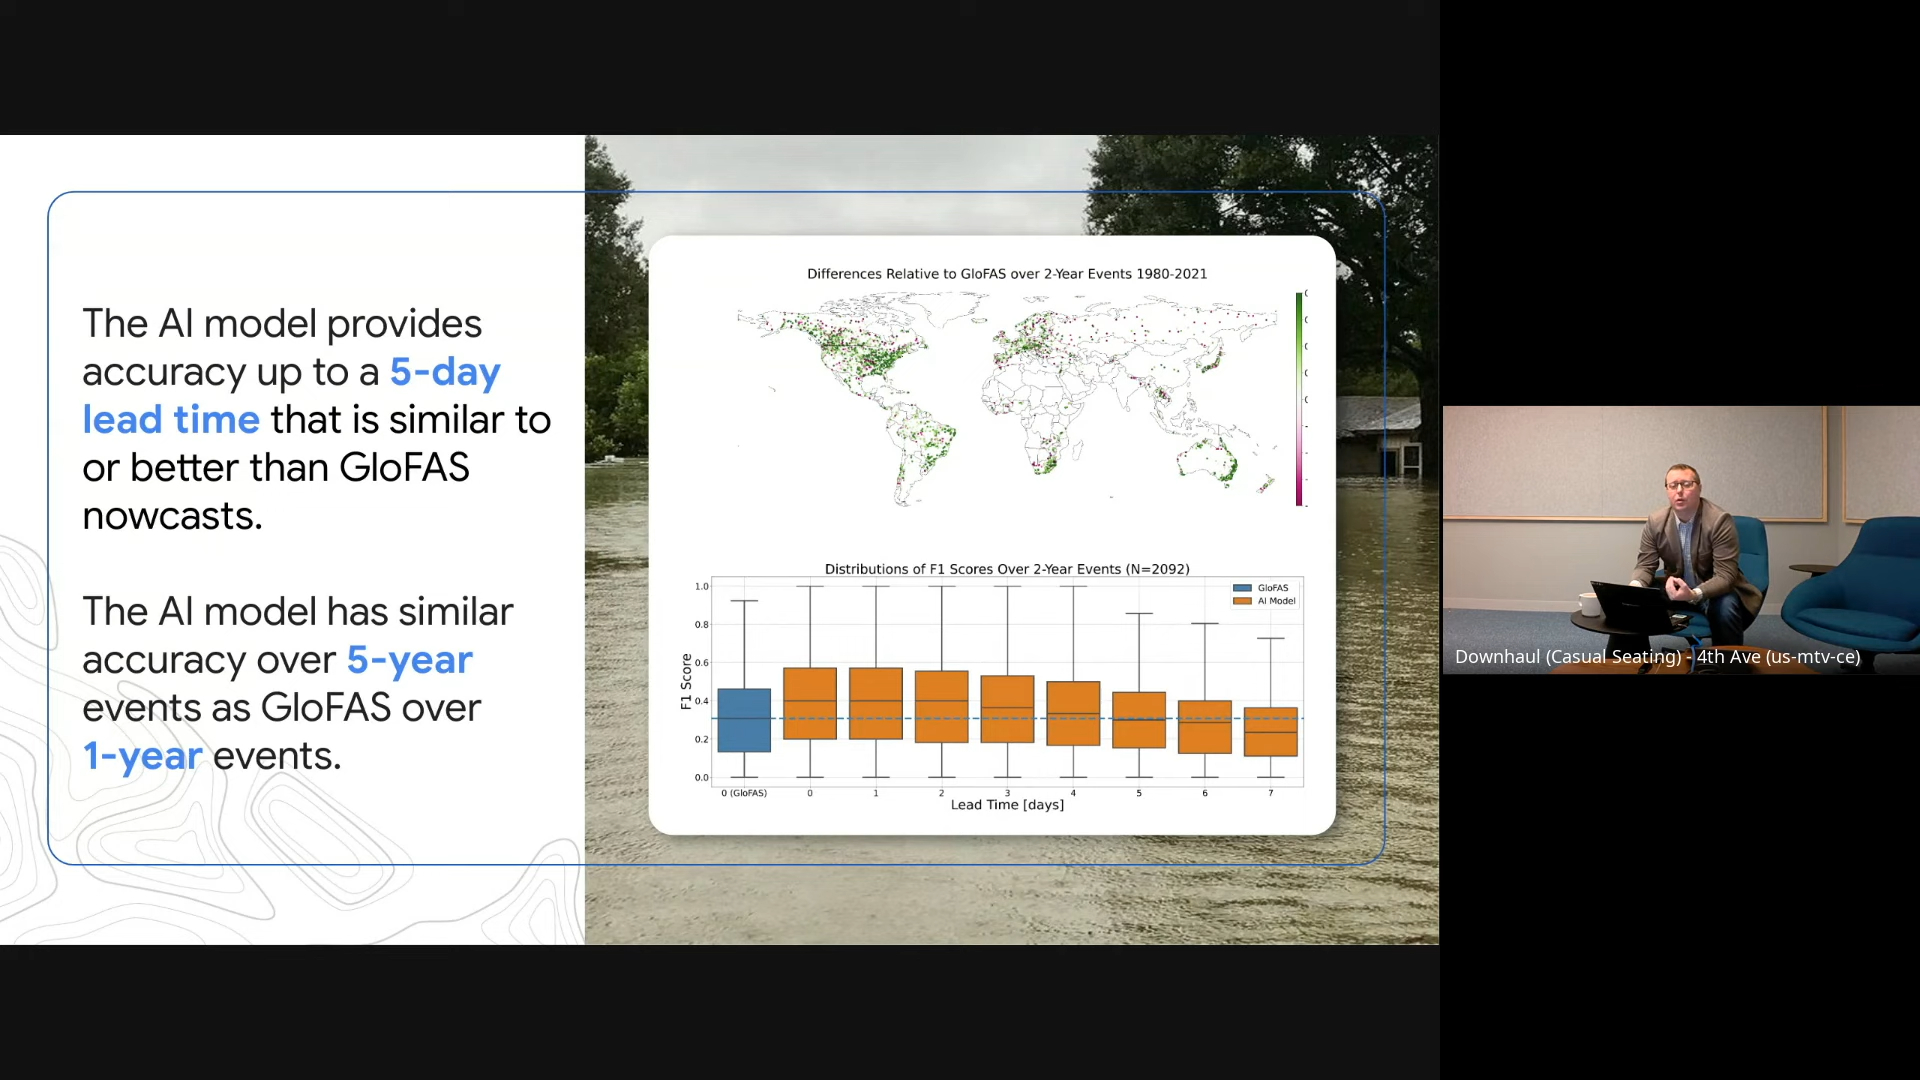 The AI model provides
accuracy up to a 5-day
lead time that is similar to
or better than GloFAS
nowcasts.
The AI model has similar
accuracy over 5-year
events as GloFAS over
1-year events.
Differences Relative to GloFAS over 2-Year Events 1980-2021
Distributions of F1 Scores Over 2-Year Events (N=2092)
GloFAS
AI Model
F1 Score
1.0
0.8
0.6
0.4
0.2
0.0
0 (GloFAS) 0 1 2 3 4 5 6 7
Lead Time [days]
Downhaul (Casual Seating) - 4th Ave (us-mtv-ce)